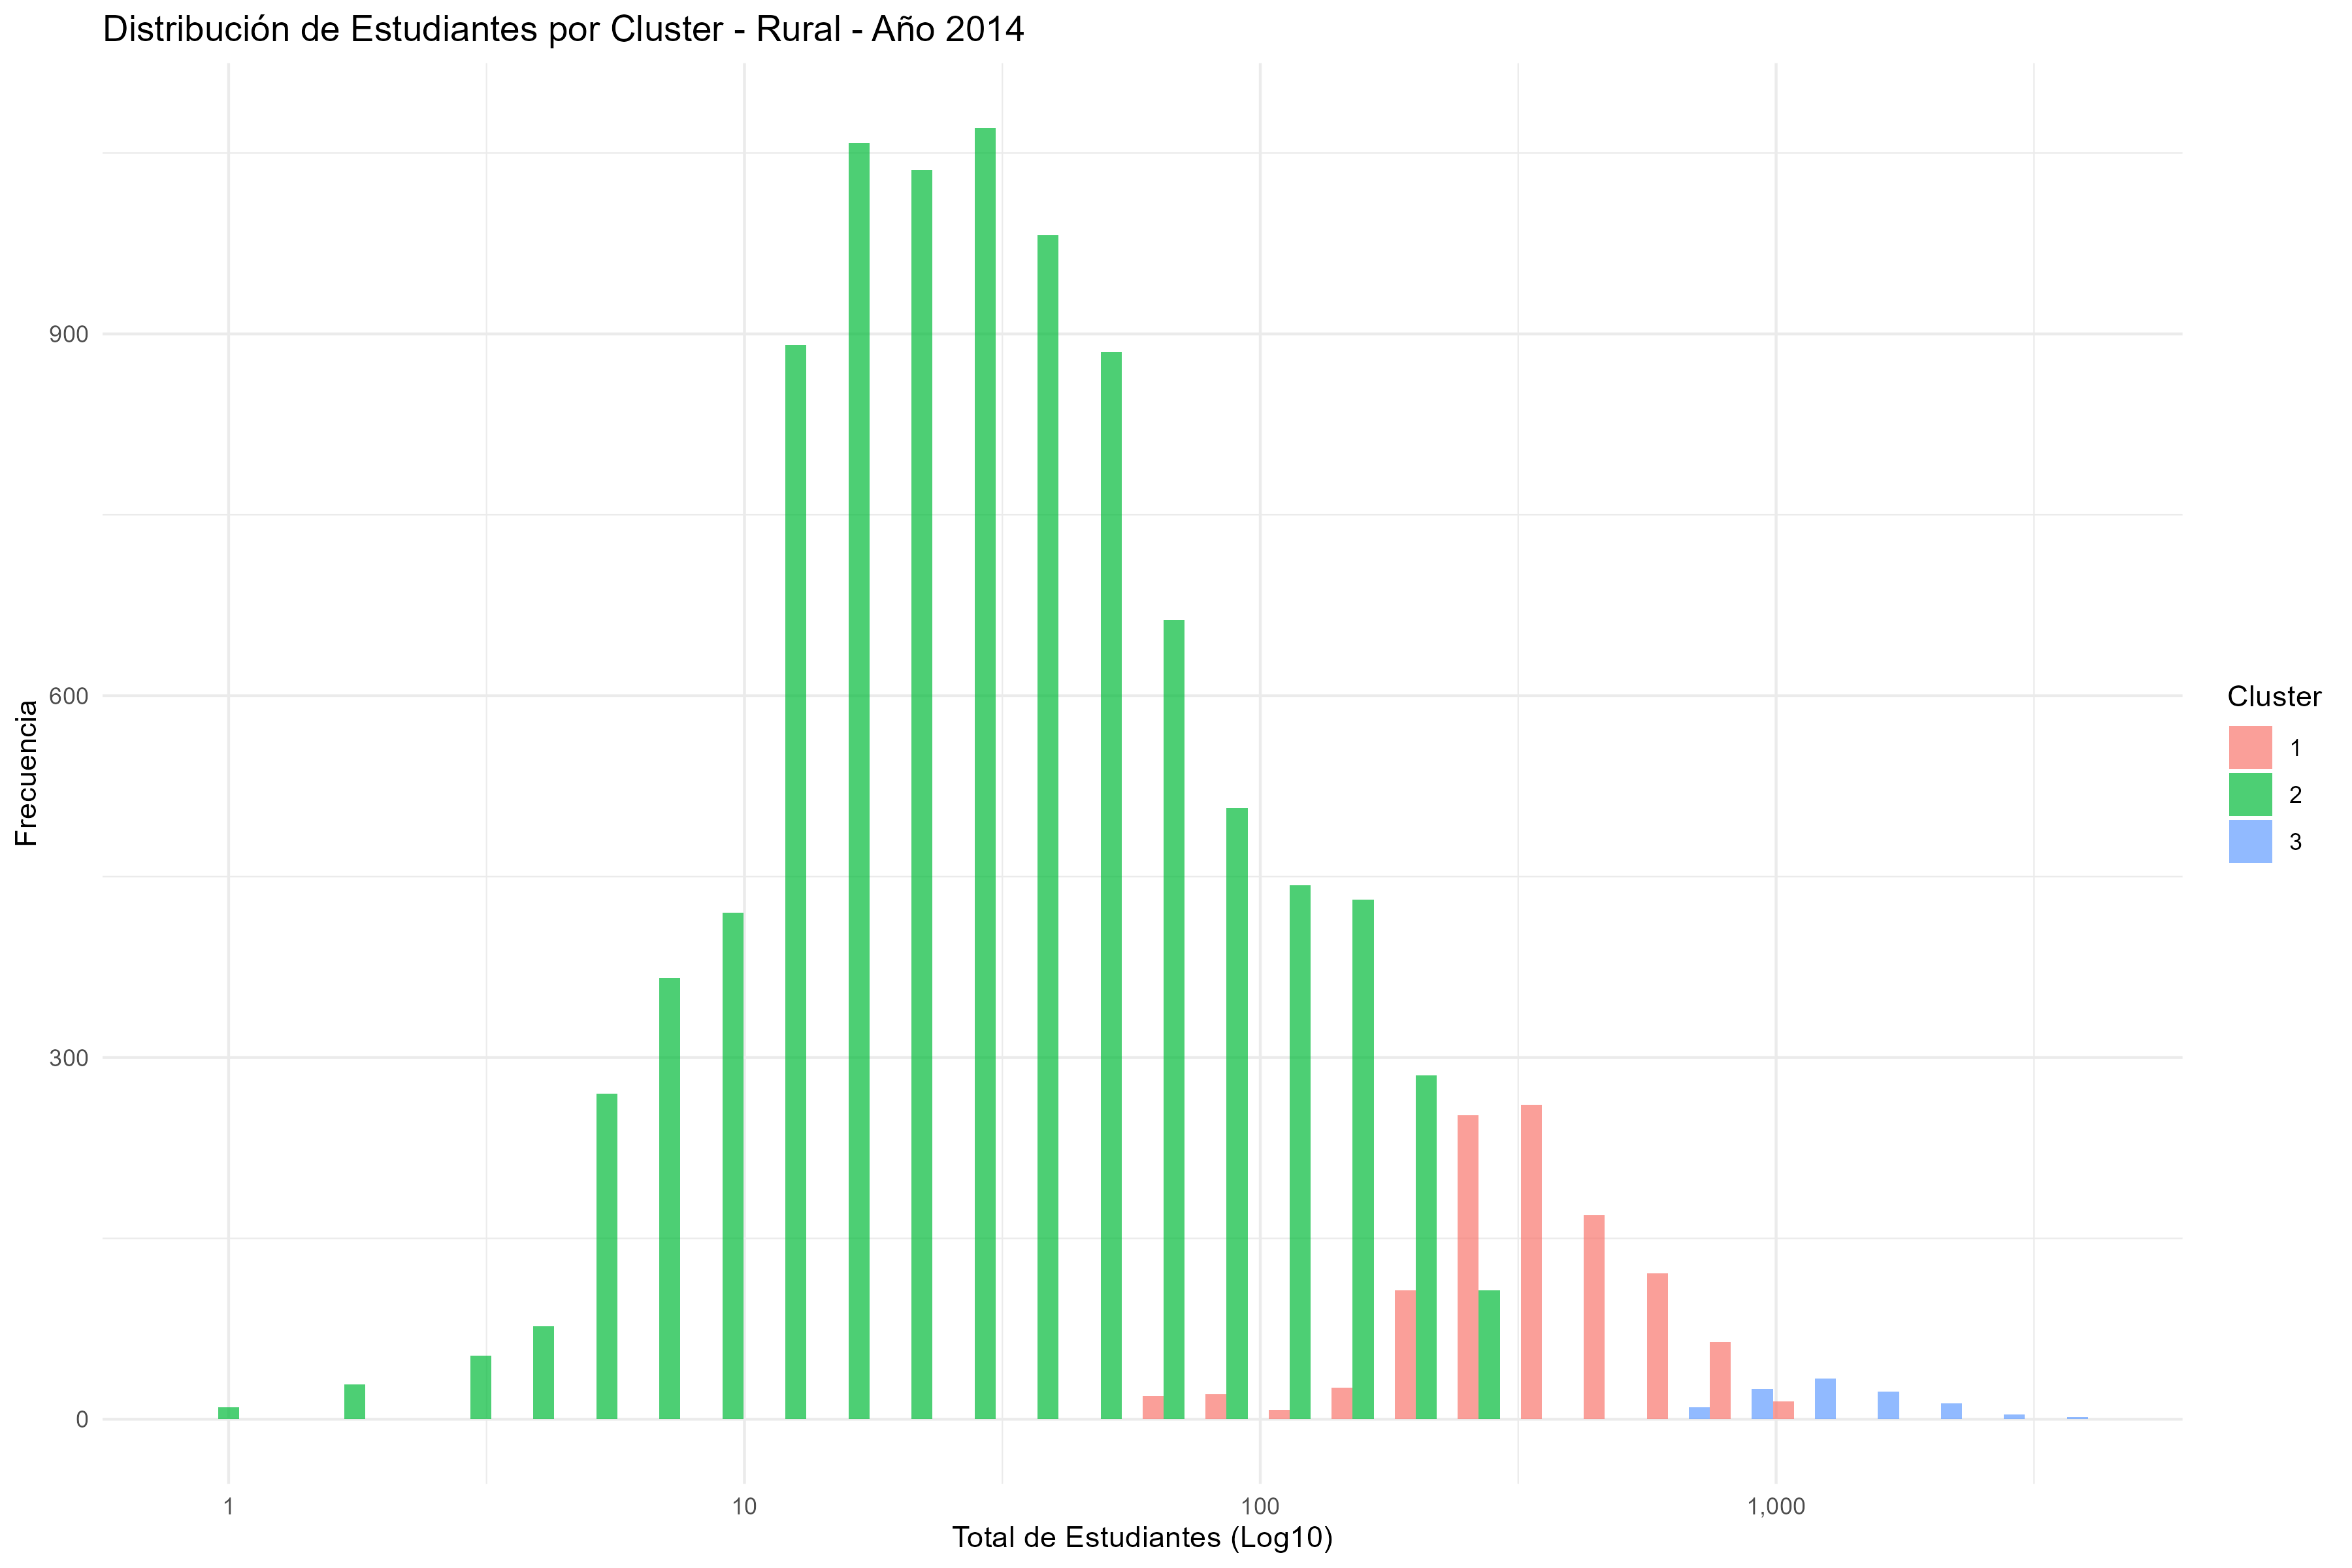 Distribución de Estudiantes por Cluster - Rural - Año 2014
Frecuencia
900
600
300
0
1
10
100
1,000
Total de Estudiantes (Log10)
Cluster
1
2
3